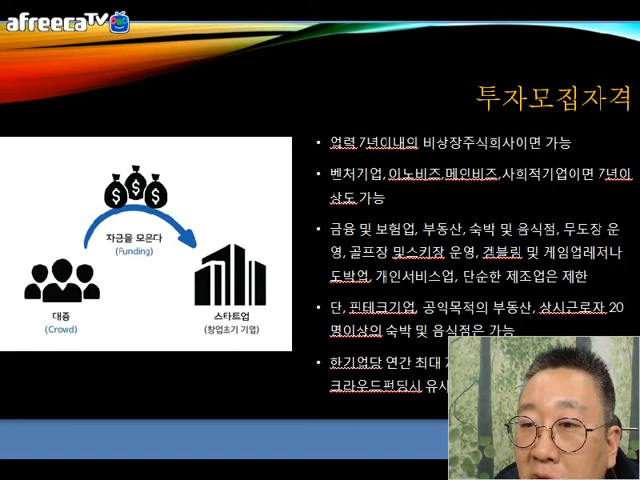 afreecaTV
투자모집자격
• 업력 7년이내의 비상장주식회사이면 가능
• 벤처기업,이노비즈,메인비즈,사회적기업이면 7년이
상도 가능
• 금융 및 보험업, 부동산, 숙박 및 음식점, 무도장 운
영, 골프장 및스키장 운영, 겜블링 및 게임업레저나
도박업, 개인서비스업, 단순한 제조업은 제한
• 단, 핀테크기업, 공익목적의 부동산, 상시근로자 20
명이상의 숙박 및 음식점은 가능
• 한기업당 연간 최대
크라우드펀딩시 유사
자금을 모은다
(Funding)
대중
(Crowd)
스타트업
(창업초기 기업)